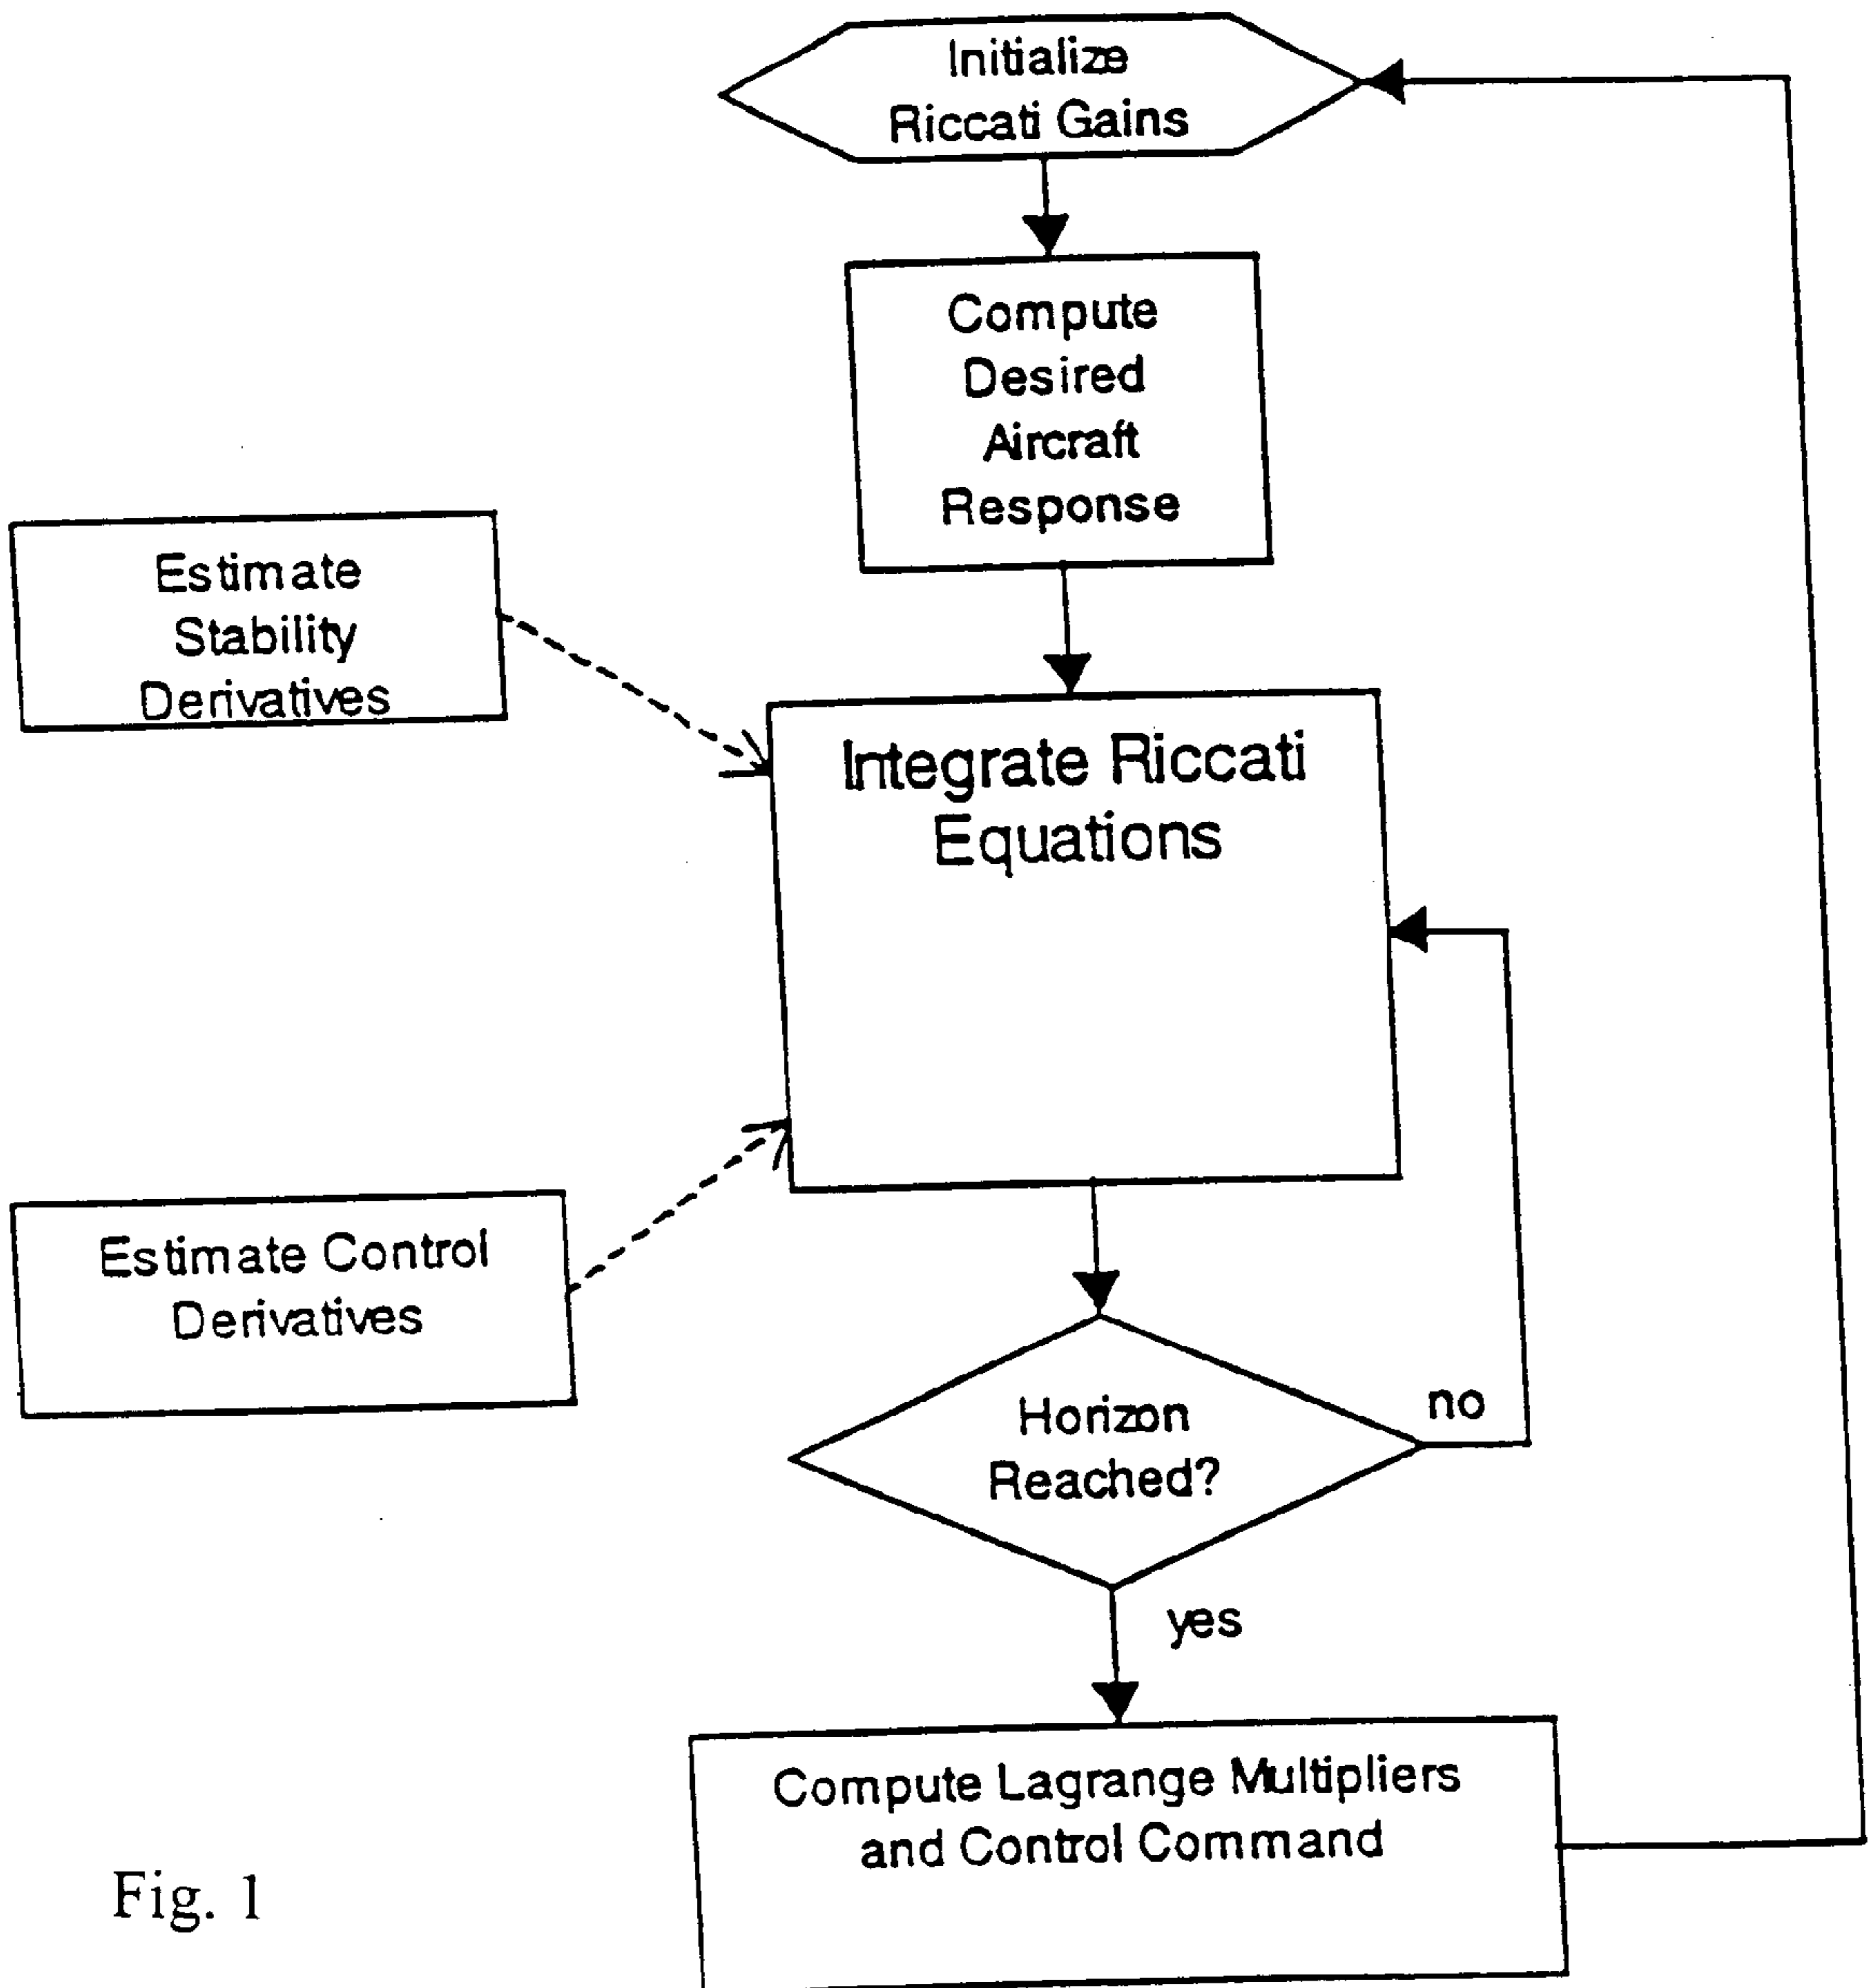 Initialize
Riccati Gains
Compute
Desired
Aircraft
Response
Estimate
Stability
Derivatives
Integrate Riccati
Equations
Estimate Control
Derivatives
Horizon
Reached?
no
yes
Compute Lagrange Multipliers
and Control Command
Fig. 1